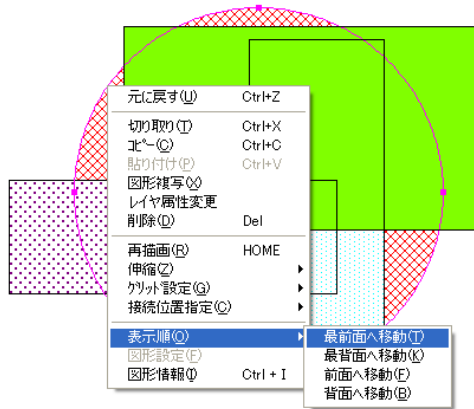 元に戻す(U) Ctrl+Z
切り取り(T) Ctrl+X
コピー(C) Ctrl+C
貼り付け(P) Ctrl+V
図形複写(X)
レイヤ属性変更
削除(D) Del
再描画(R) HOME
伸縮(Z)
グリッド設定(G)
接続位置指定(C)
表示順(O)
図形設定(F)
図形情報(I) Ctrl + I
最前面へ移動(T)
最背面へ移動(K)
前面へ移動(F)
背面へ移動(B)